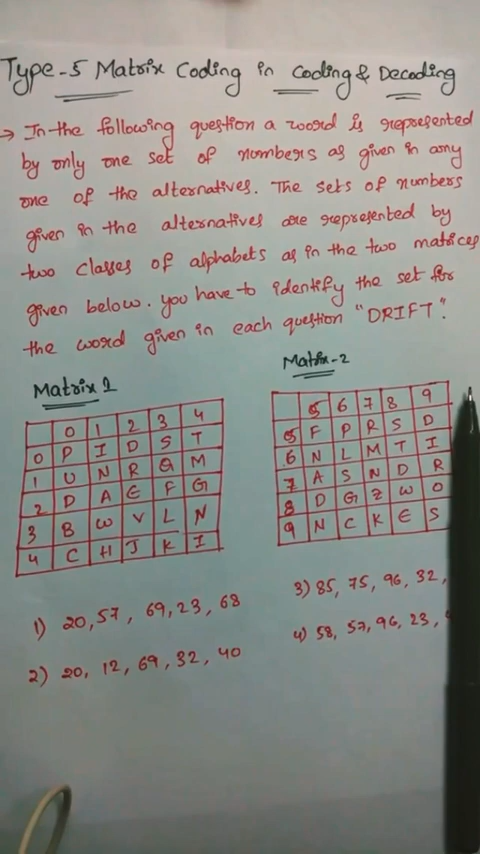 Type-5 Matrix Coding in Coding & Decoding
→ In the following question a word is represented
by only one set of numbers as given in any
one of the alternatives. The sets of numbers
given in the alternatives are represented by
two classes of alphabets as in the two matrices
given below. you have to identify the set for
the word given in each question "DRIFT".
Matrix 1
0 1 2 3 4
0 P I D S T
1 U N R Q M
2 D A E F G
3 B W V L N
4 C H J K I
Matrix-2
5 6 7 8 9
5 F P R S D
6 N L M T I
7 A S N D R
8 D G Z W O
9 N C K E S
1) 20, 57, 69, 23, 68
2) 20, 12, 69, 32, 40
3) 85, 75, 96, 32,
4) 58, 57, 96, 23,